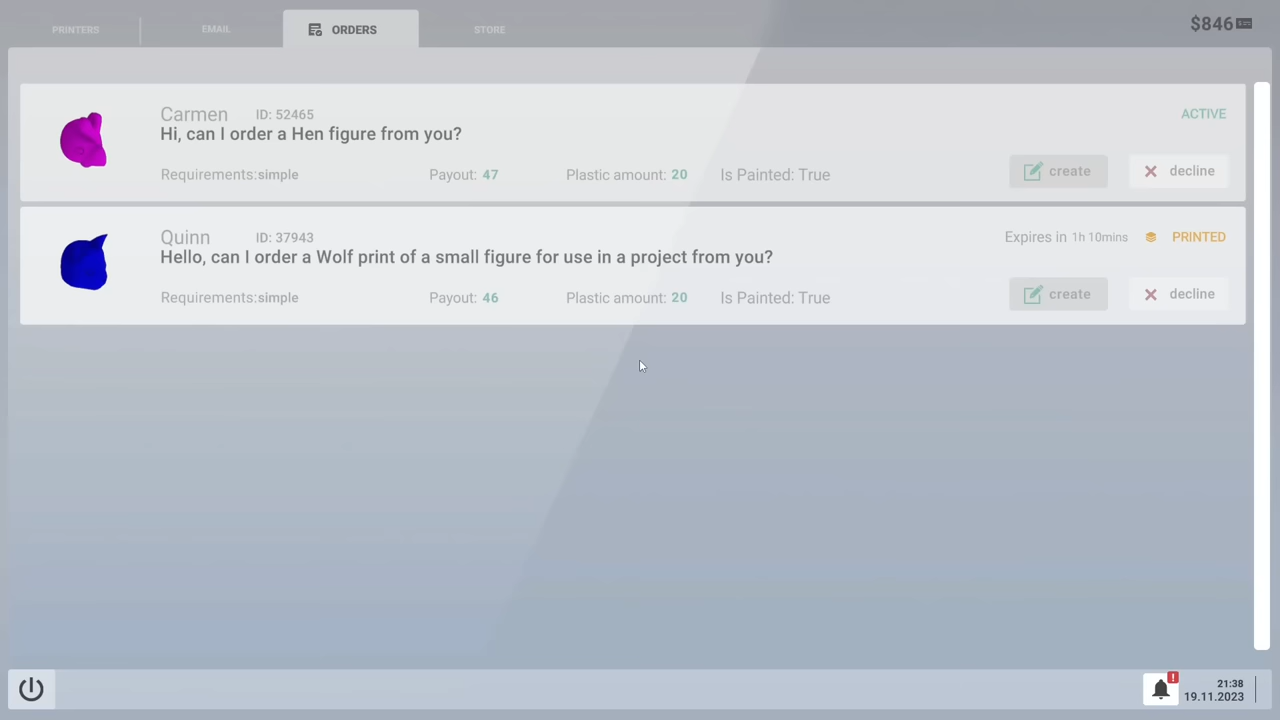 PRINTERS
EMAIL
ORDERS
STORE
$846
Carmen ID: 52465
ACTIVE
Hi, can I order a Hen figure from you?
Requirements:simple Payout: 47 Plastic amount: 20 Is Painted: True
create
decline
Quinn ID: 37943
Expires in 1h 10mins PRINTED
Hello, can I order a Wolf print of a small figure for use in a project from you?
Requirements:simple Payout: 46 Plastic amount: 20 Is Painted: True
create
decline
!
21:38
19.11.2023